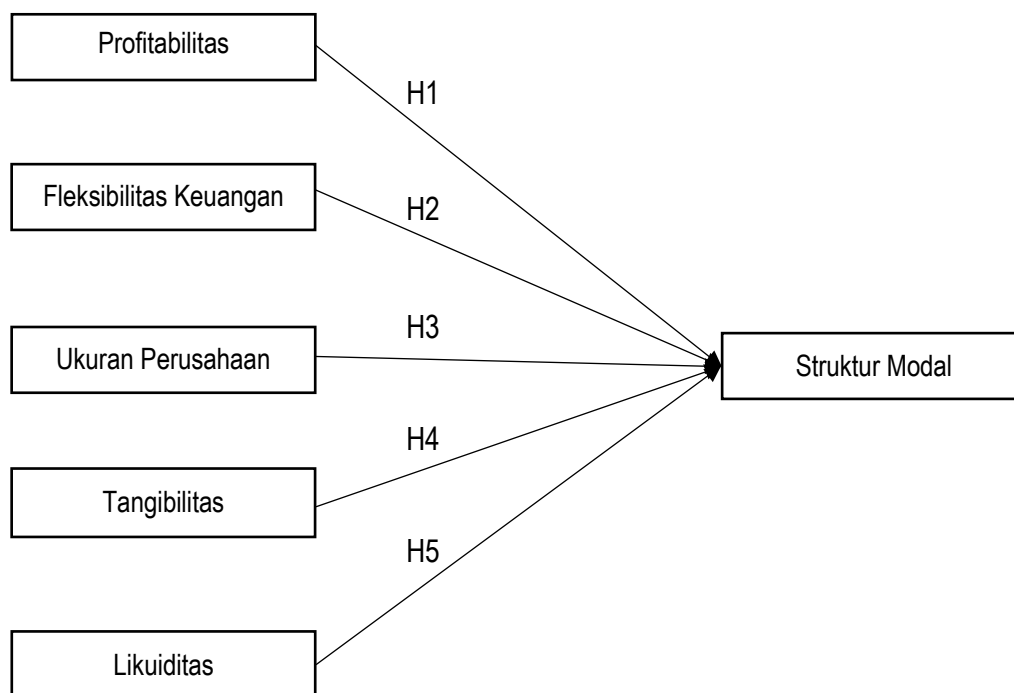 Profitabilitas
H1
Fleksibilitas Keuangan
H2
Ukuran Perusahaan
H3
Struktur Modal
H4
Tangibilitas
H5
Likuiditas